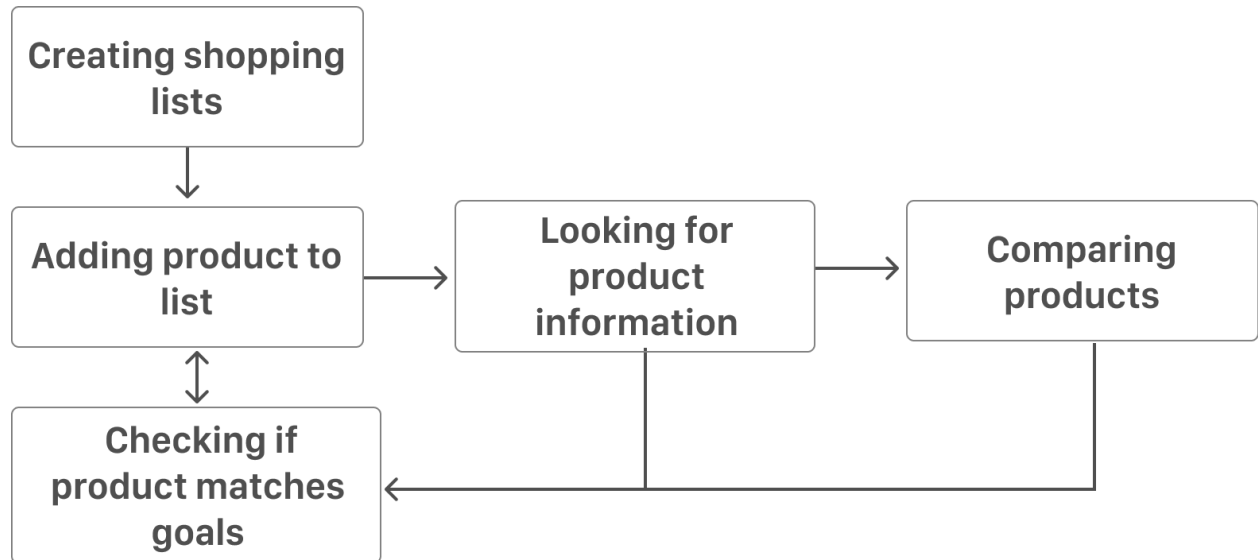 Creating shopping
lists
Adding product to
list
Looking for
product
information
Comparing
products
Checking if
product matches
goals